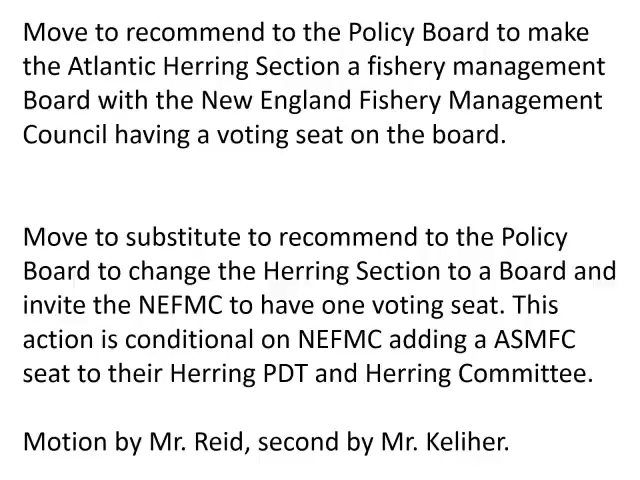 Move to recommend to the Policy Board to make
the Atlantic Herring Section a fishery management
Board with the New England Fishery Management
Council having a voting seat on the board.
Move to substitute to recommend to the Policy
Board to change the Herring Section to a Board and
invite the NEFMC to have one voting seat. This
action is conditional on NEFMC adding a ASMFC
seat to their Herring PDT and Herring Committee.
Motion by Mr. Reid, second by Mr. Keliher.